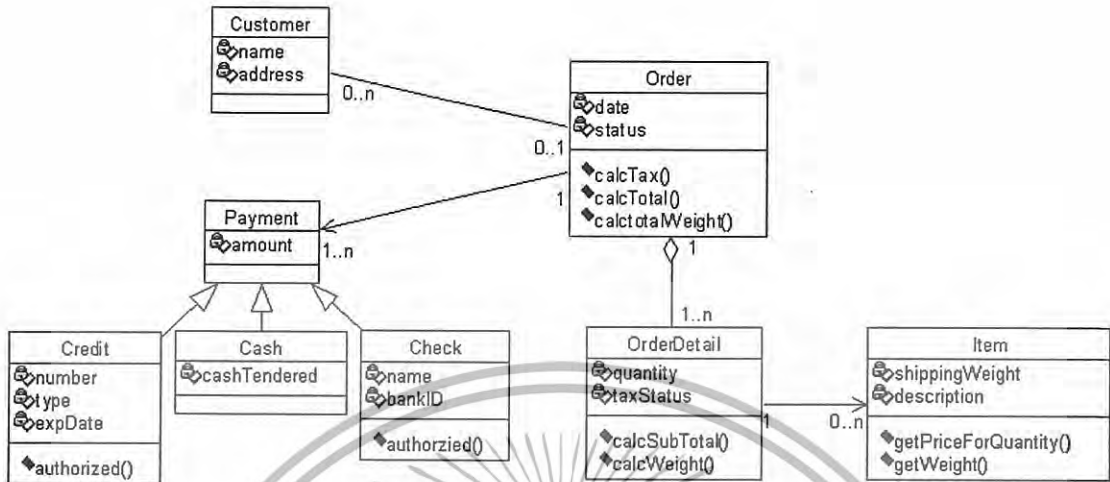 Customer
name
address
0..n
Order
date
status
calcTax()
calcTotal()
calctotalWeight()
0..1
1
Payment
amount
1..n
1
1..n
Credit
number
type
expDate
authorized()
Cash
cashTendered
Check
name
bankID
authorzied()
OrderDetail
quantity
taxStatus
calcSubTotal()
calcWeight()
1
0..n
Item
shippingWeight
description
getPriceForQuantity()
getWeight()